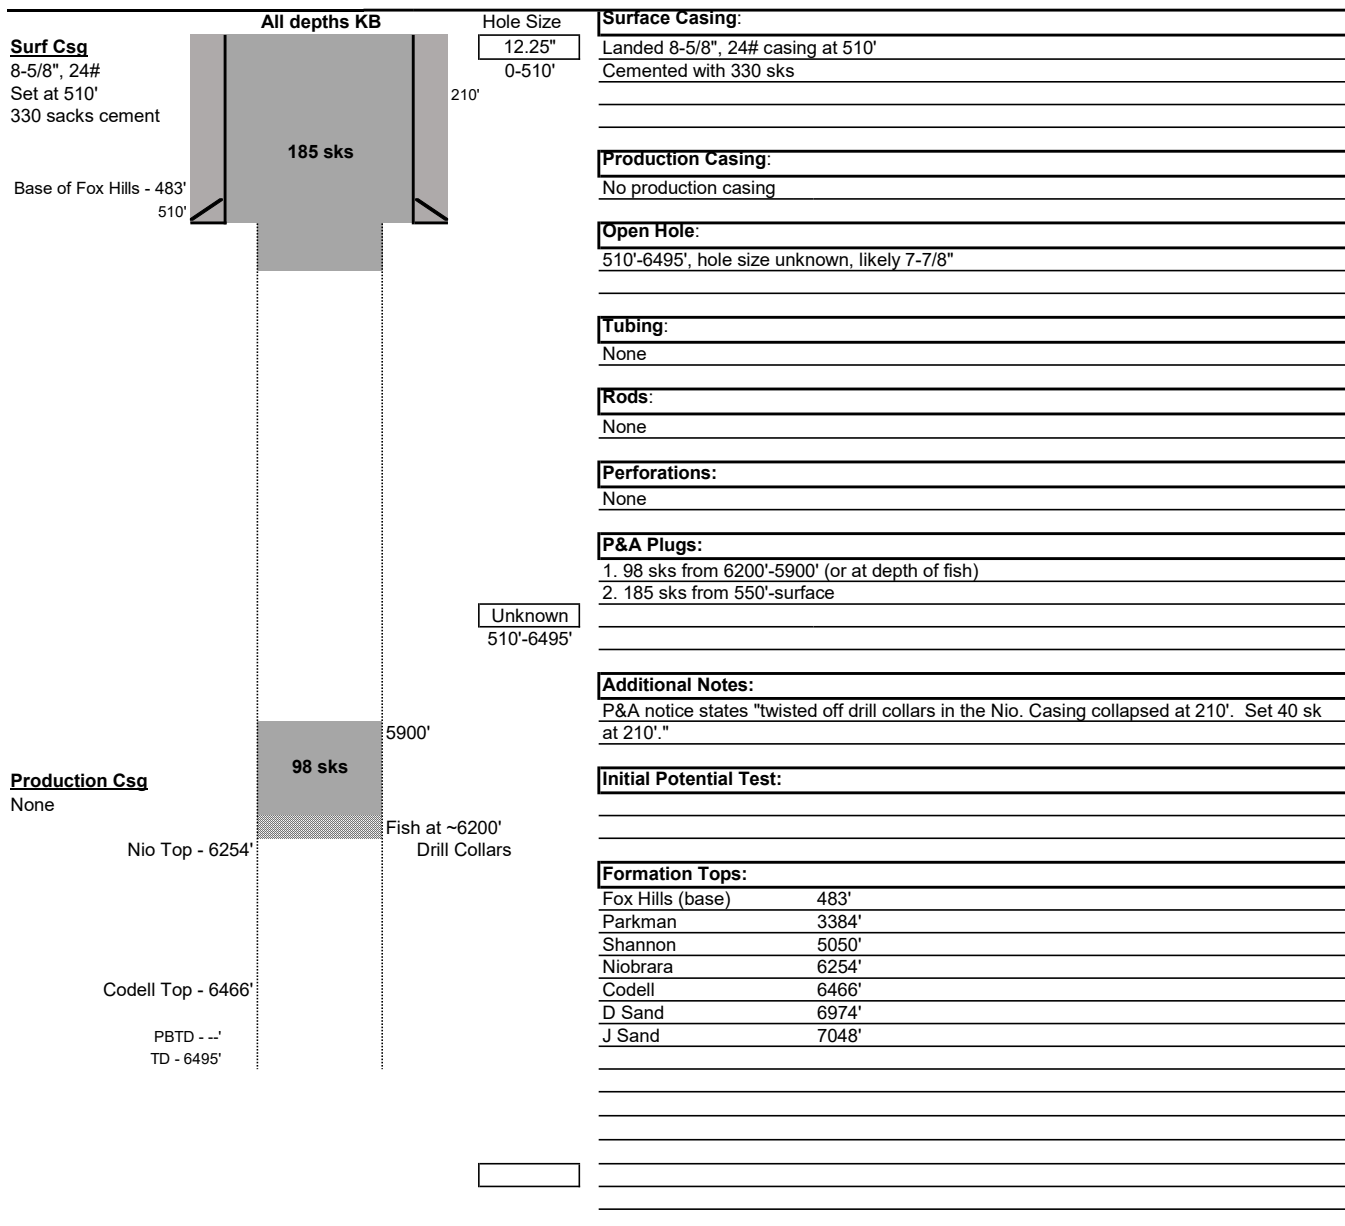 All depths KB
Hole Size
Surf Csg
12.25"
8-5/8", 24#
0-510'
Set at 510'
210'
330 sacks cement
185 sks
Base of Fox Hills - 483'
510'
Unknown
510'-6495'
5900'
98 sks
Production Csg
None
Fish at ~6200'
Drill Collars
Nio Top - 6254'
Codell Top - 6466'
PBTD - --'
TD - 6495'
Surface Casing:
Landed 8-5/8", 24# casing at 510'
Cemented with 330 sks
Production Casing:
No production casing
Open Hole:
510'-6495', hole size unknown, likely 7-7/8"
Tubing:
None
Rods:
None
Perforations:
None
P&A Plugs:
1. 98 sks from 6200'-5900' (or at depth of fish)
2. 185 sks from 550'-surface
Additional Notes:
P&A notice states "twisted off drill collars in the Nio. Casing collapsed at 210'.  Set 40 sk
at 210'."
Initial Potential Test:
Formation Tops:
Fox Hills (base) 483'
Parkman 3384'
Shannon 5050'
Niobrara 6254'
Codell 6466'
D Sand 6974'
J Sand 7048'